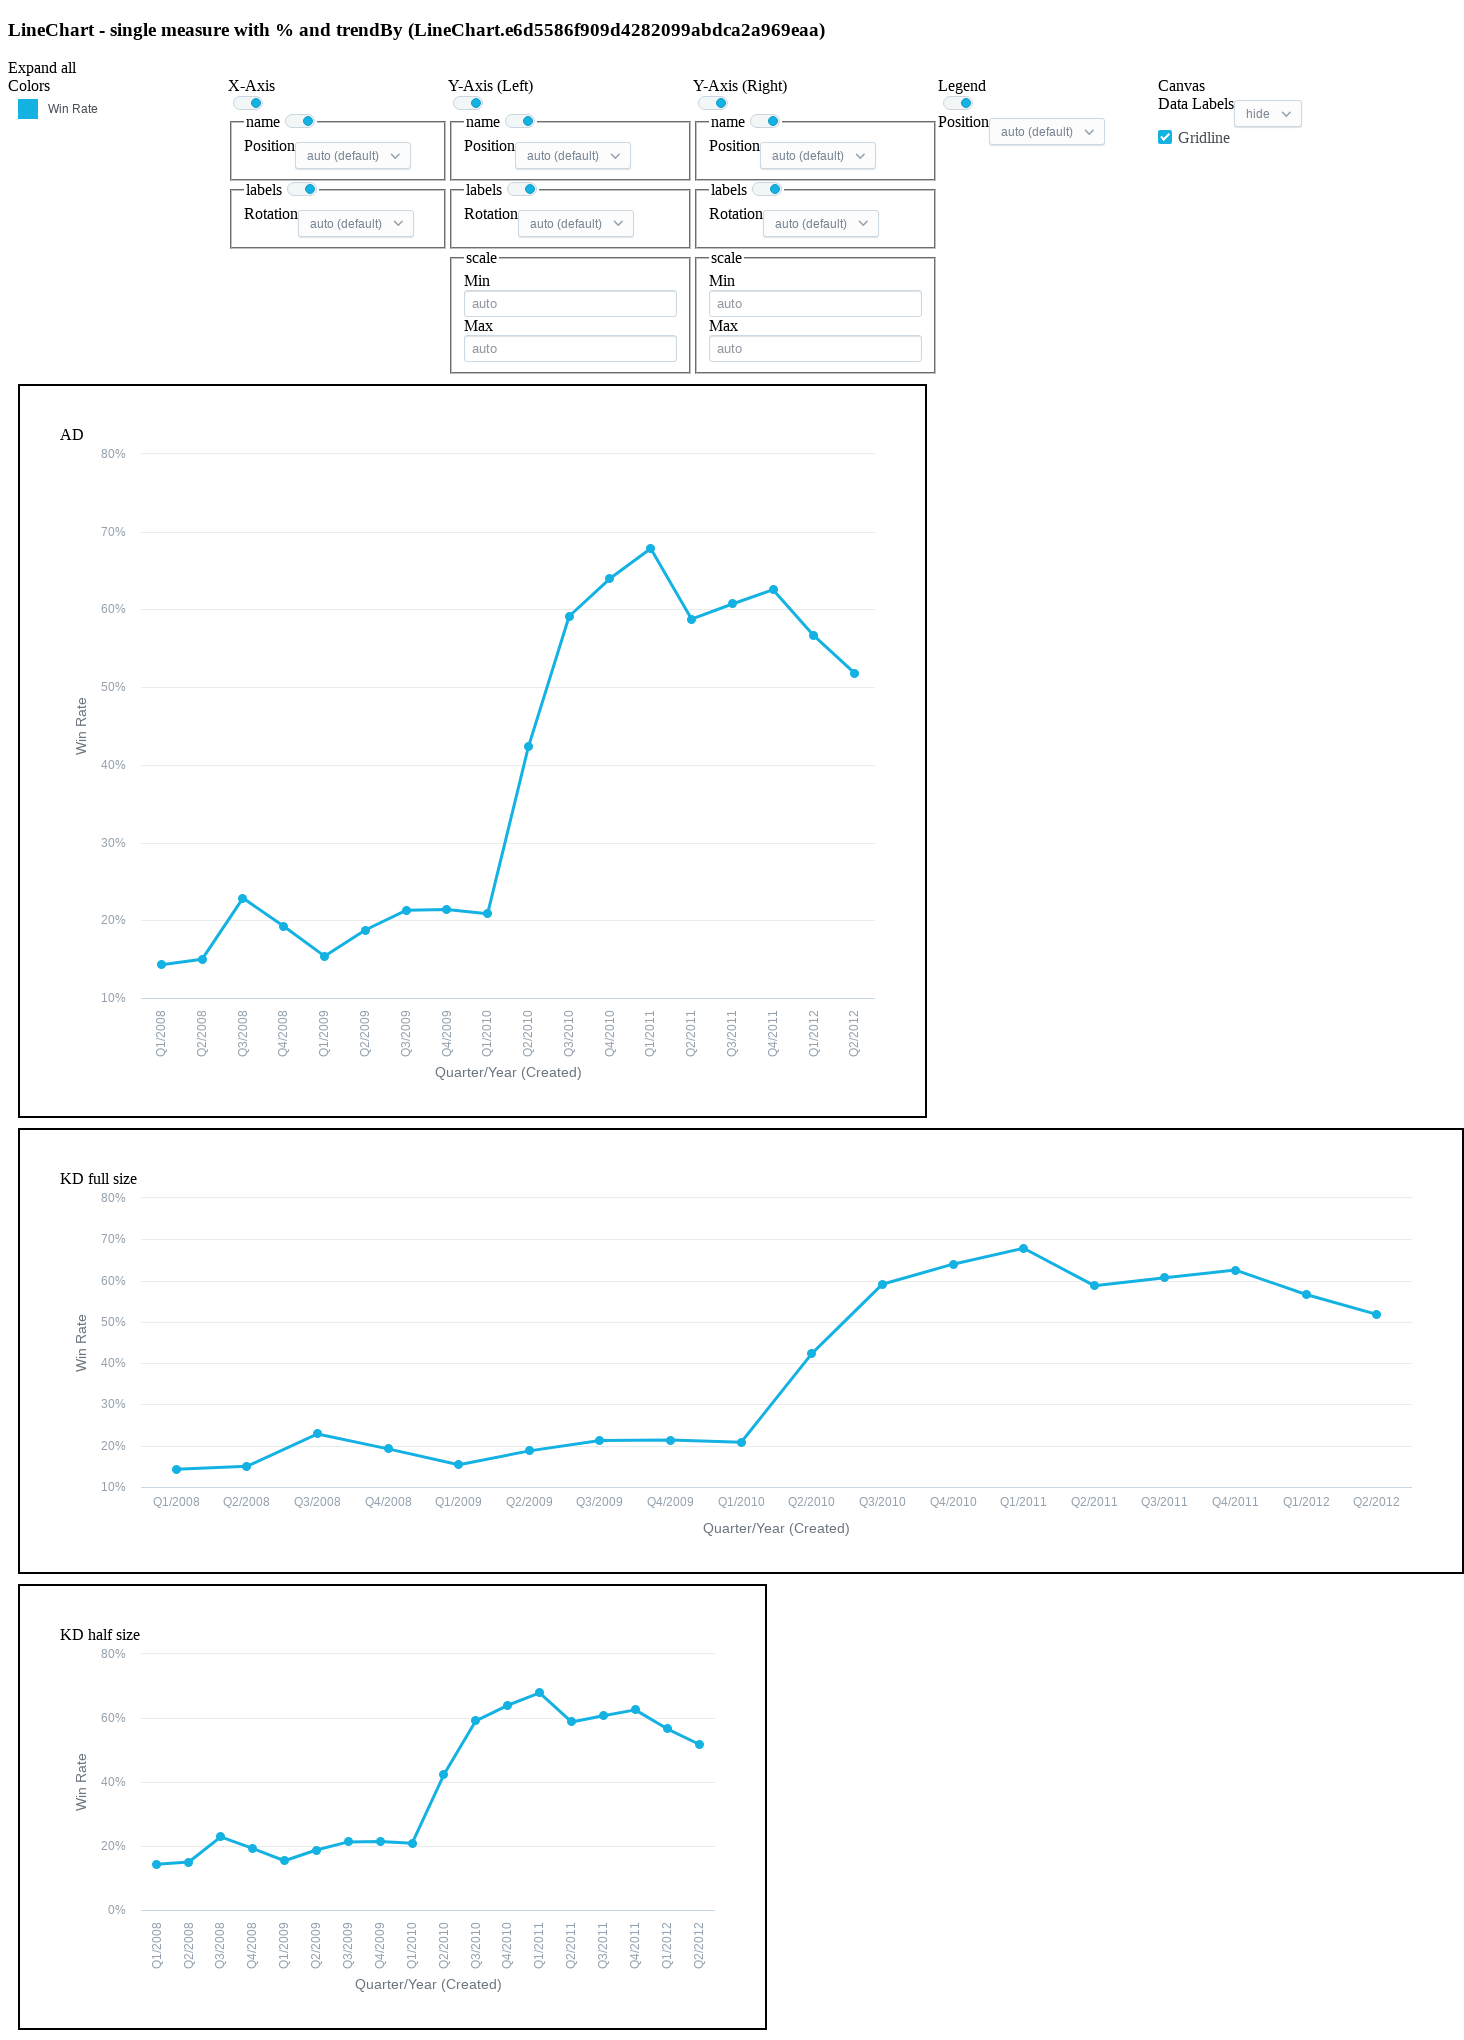 LineChart - single measure with % and trendBy (LineChart.e6d5586f909d4282099abdca2a969eaa)
Expand all
Colors
Win Rate
X-Axis
name
Position auto (default)
labels
Rotation auto (default)
Y-Axis (Left)
name
Position auto (default)
labels
Rotation auto (default)
scale
Min
auto
Max
auto
Y-Axis (Right)
name
Position auto (default)
labels
Rotation auto (default)
scale
Min
auto
Max
auto
Legend
Position auto (default)
Canvas
Data Labels hide
Gridline
AD
80%
70%
60%
50%
40%
30%
20%
10%
Win Rate
Q1/2008 Q2/2008 Q3/2008 Q4/2008 Q1/2009 Q2/2009 Q3/2009 Q4/2009 Q1/2010 Q2/2010 Q3/2010 Q4/2010 Q1/2011 Q2/2011 Q3/2011 Q4/2011 Q1/2012 Q2/2012
Quarter/Year (Created)
KD full size
80%
70%
60%
50%
40%
30%
20%
10%
Win Rate
Q1/2008 Q2/2008 Q3/2008 Q4/2008 Q1/2009 Q2/2009 Q3/2009 Q4/2009 Q1/2010 Q2/2010 Q3/2010 Q4/2010 Q1/2011 Q2/2011 Q3/2011 Q4/2011 Q1/2012 Q2/2012
Quarter/Year (Created)
KD half size
80%
60%
40%
20%
0%
Win Rate
Q1/2008 Q2/2008 Q3/2008 Q4/2008 Q1/2009 Q2/2009 Q3/2009 Q4/2009 Q1/2010 Q2/2010 Q3/2010 Q4/2010 Q1/2011 Q2/2011 Q3/2011 Q4/2011 Q1/2012 Q2/2012
Quarter/Year (Created)